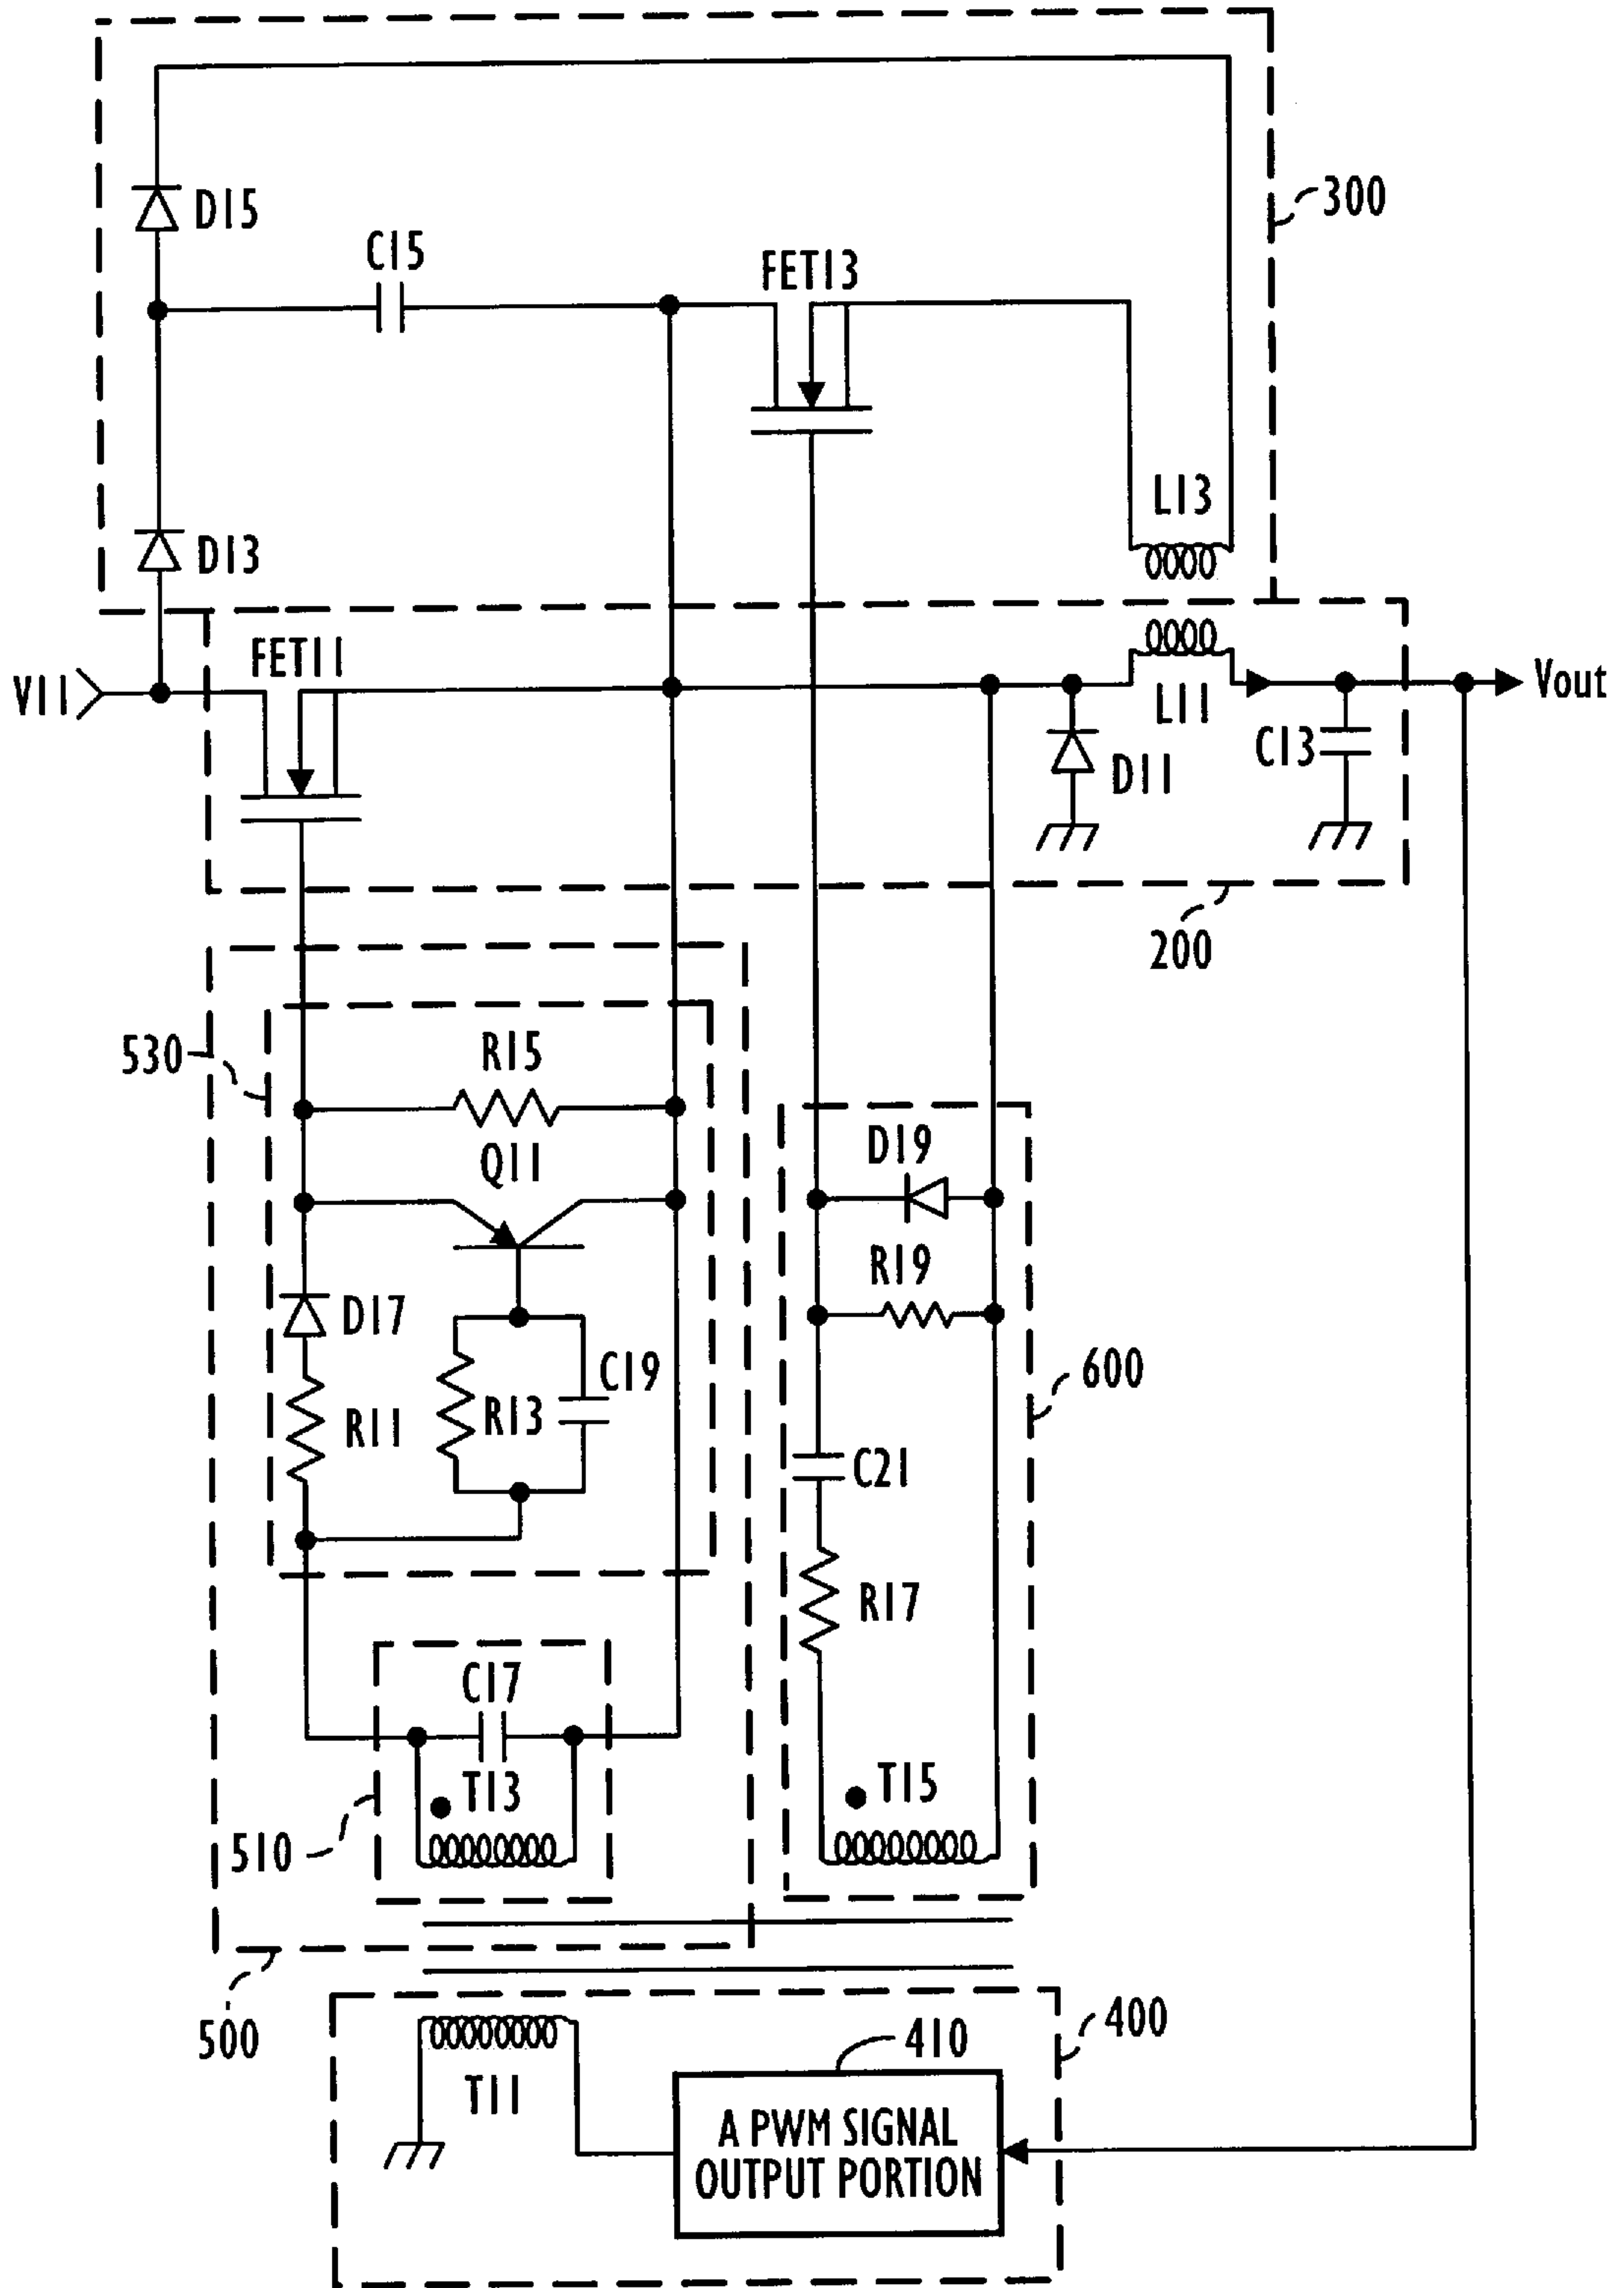 300
D15
C15
FET13
L13
D13
FET11
V11
Vout
L11
C13
D11
200
530
R15
Q11
D19
R19
D17
C19
R13
R11
600
C21
R17
C17
T13
T15
510
500
400
410
T11
A PWM SIGNAL
OUTPUT PORTION